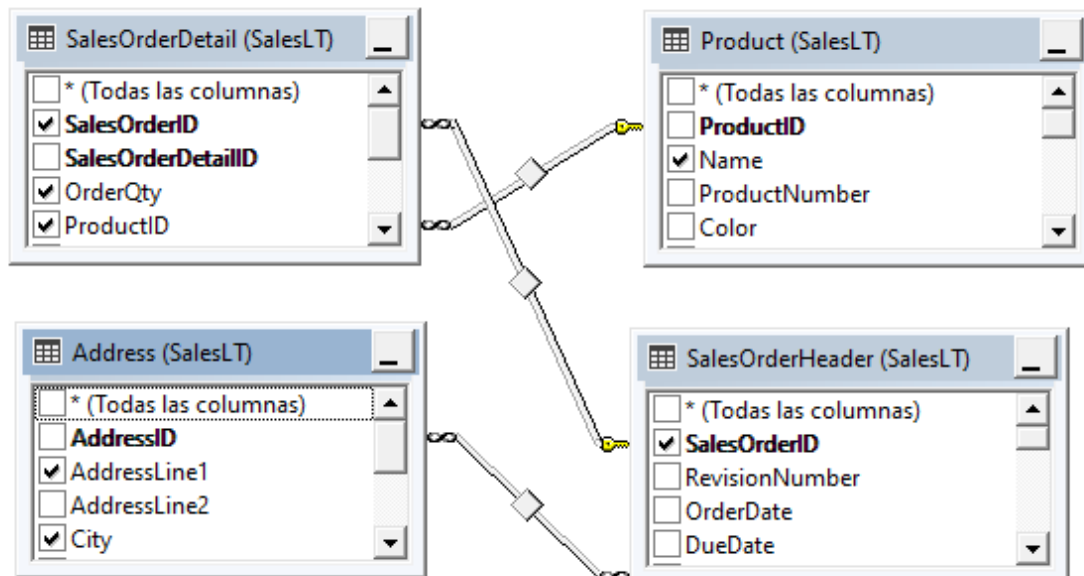 SalesOrderDetail (SalesLT)
* (Todas las columnas)
SalesOrderID
SalesOrderDetailID
OrderQty
ProductID
Product (SalesLT)
* (Todas las columnas)
ProductID
Name
ProductNumber
Color
Address (SalesLT)
* (Todas las columnas)
AddressID
AddressLine1
AddressLine2
City
SalesOrderHeader (SalesLT)
* (Todas las columnas)
SalesOrderID
RevisionNumber
OrderDate
DueDate